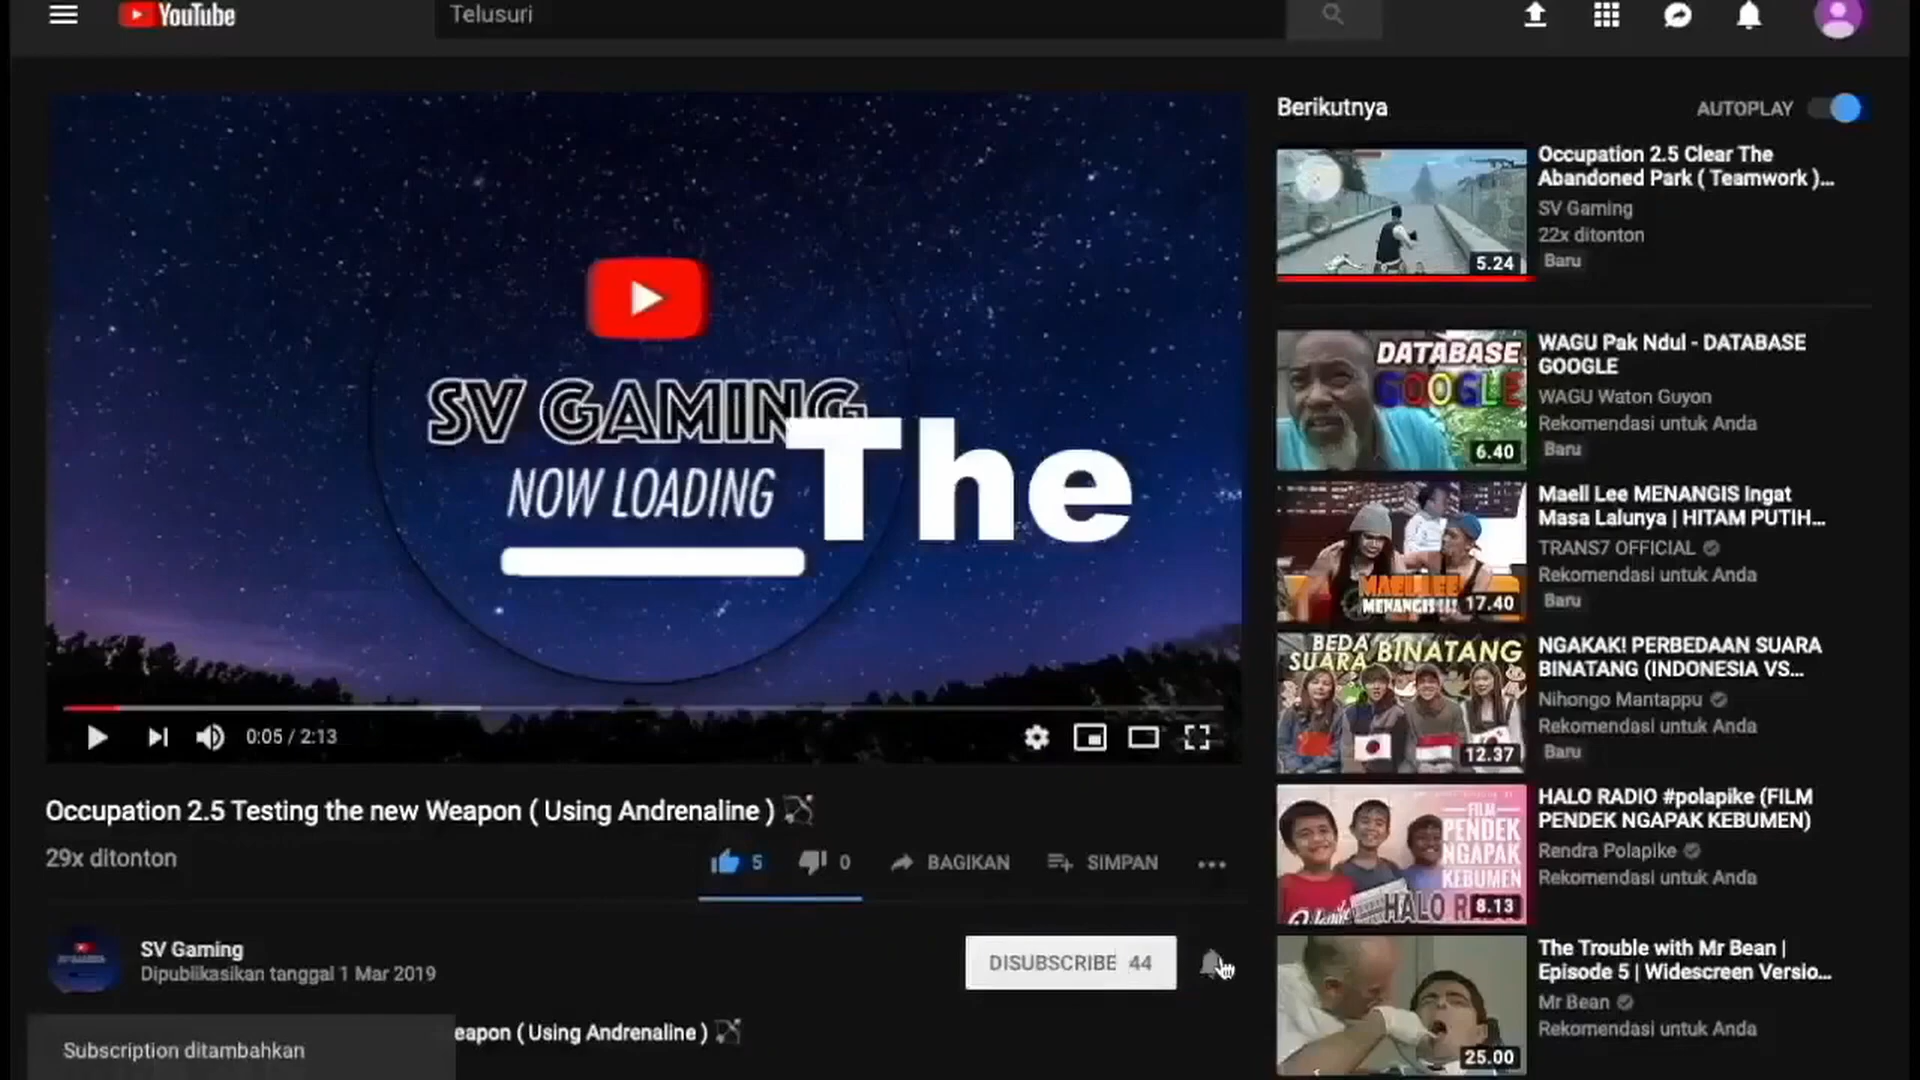 YouTube
Telusuri
SV GAMING
NOW LOADING
The
0:05 / 2:13
Occupation 2.5 Testing the new Weapon ( Using Andrenaline )
29x ditonton
5
0
BAGIKAN
SIMPAN
SV Gaming
Dipublikasikan tanggal 1 Mar 2019
DISUBSCRIBE 44
eapon ( Using Andrenaline )
Subscription ditambahkan
Berikutnya
AUTOPLAY
5.24
Occupation 2.5 Clear The
Abandoned Park ( Teamwork )...
SV Gaming
22x ditonton
Baru
DATABASE
GOOGLE
6.40
WAGU Pak Ndul - DATABASE
GOOGLE
WAGU Waton Guyon
Rekomendasi untuk Anda
Baru
MAELL LEE
MENANGIS!!!
17.40
Maell Lee MENANGIS Ingat
Masa Lalunya | HITAM PUTIH...
TRANS7 OFFICIAL
Rekomendasi untuk Anda
Baru
BEDA
SUARA BINATANG
12.37
NGAKAK! PERBEDAAN SUARA
BINATANG (INDONESIA VS...
Nihongo Mantappu
Rekomendasi untuk Anda
Baru
FILM
PENDEK
NGAPAK
KEBUMEN
HALO R
8.13
HALO RADIO #polapike (FILM
PENDEK NGAPAK KEBUMEN)
Rendra Polapike
Rekomendasi untuk Anda
25.00
The Trouble with Mr Bean |
Episode 5 | Widescreen Versio...
Mr Bean
Rekomendasi untuk Anda